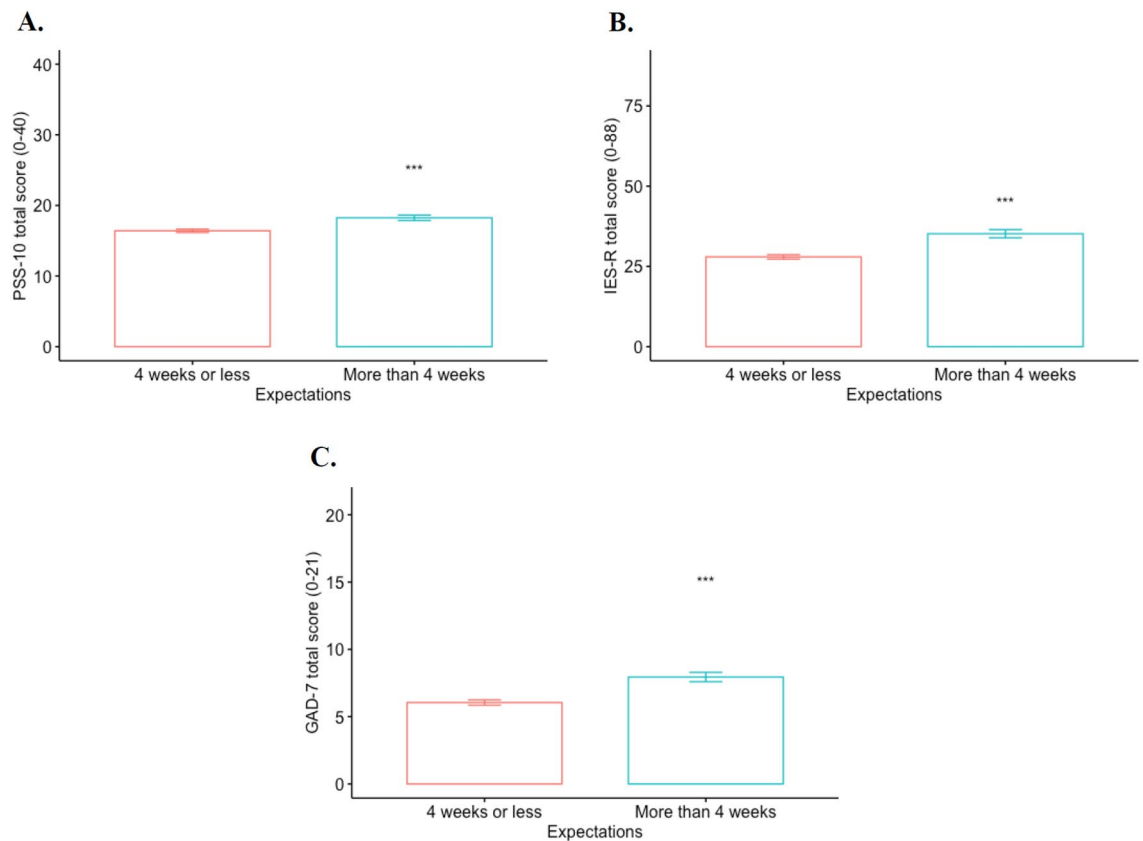 A.
PSS-10 total score (0-40)
40
30
20
10
0
***
4 weeks or less
More than 4 weeks
Expectations
B.
IES-R total score (0-88)
75
50
25
0
***
4 weeks or less
More than 4 weeks
Expectations
C.
GAD-7 total score (0-21)
20
15
10
5
0
***
4 weeks or less
More than 4 weeks
Expectations